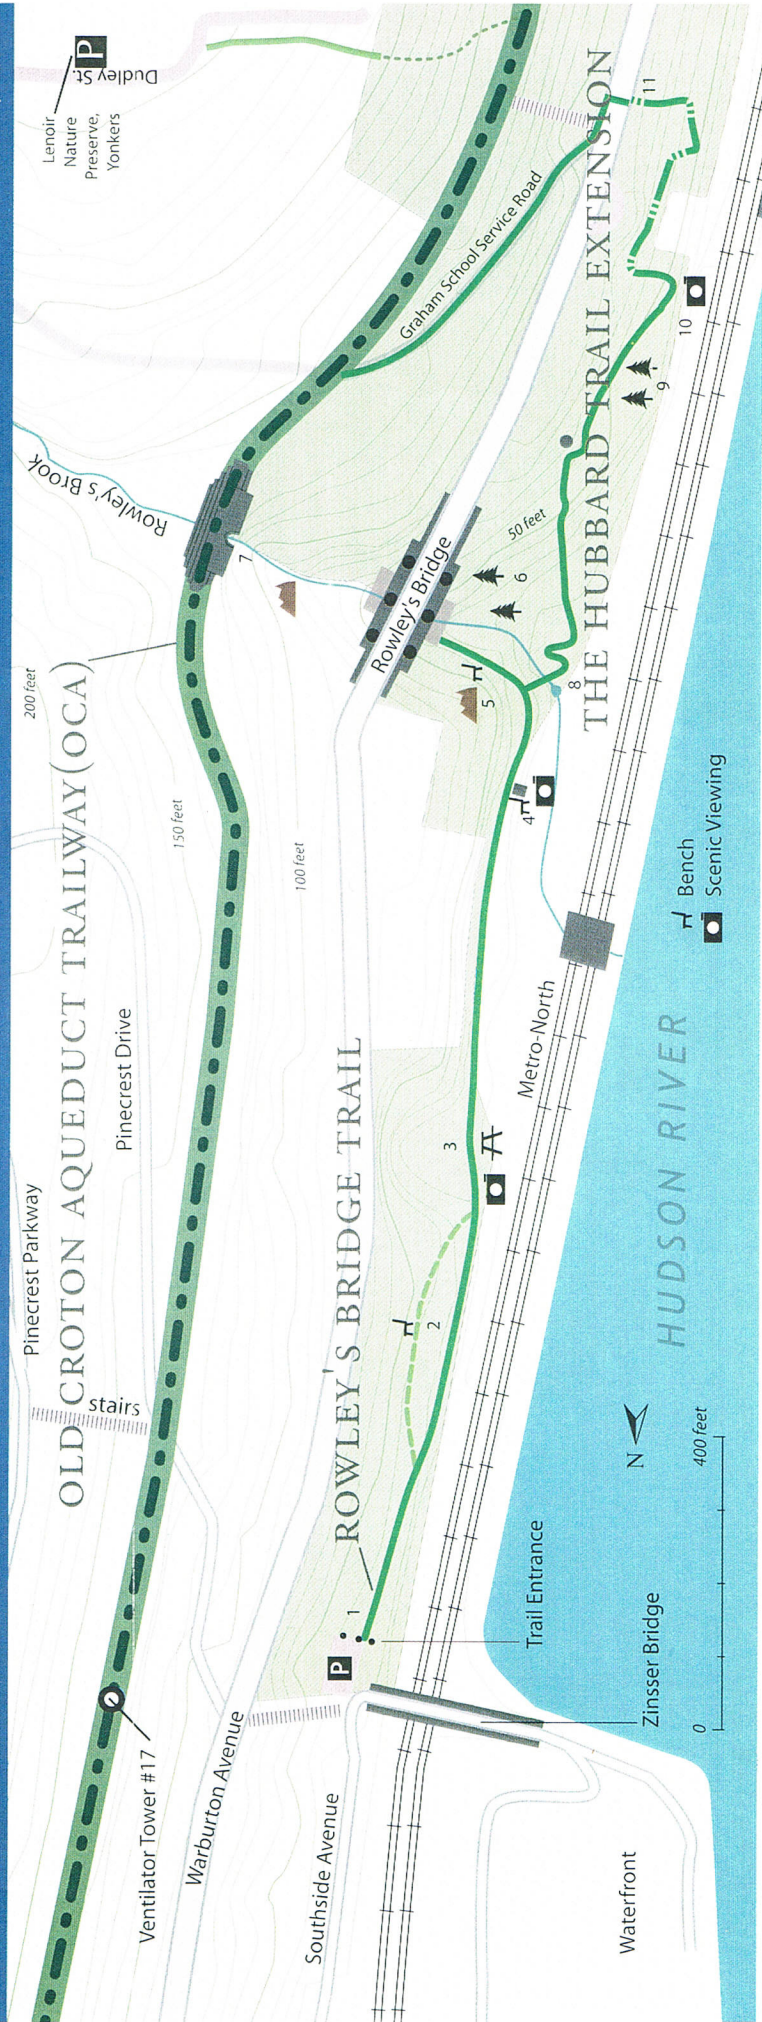 P
Lenoir
Nature
Preserve,
Yonkers
Dudley St.
Rowley's Brook
Graham School Service Road
THE HUBBARD TRAIL EXTENSION
11
10
9
50 feet
7
6
Rowley's Bridge
5
8
4
200 feet
150 feet
100 feet
OLD CROTON AQUEDUCT TRAILWAY (OCA)
Pinecrest Drive
Pinecrest Parkway
stairs
ROWLEY'S BRIDGE TRAIL
3
2
1
P
Metro-North
Bench
Scenic Viewing
HUDSON RIVER
N
0
400 feet
Trail Entrance
Zinsser Bridge
Ventilator Tower #17
Warburton Avenue
Southside Avenue
Waterfront